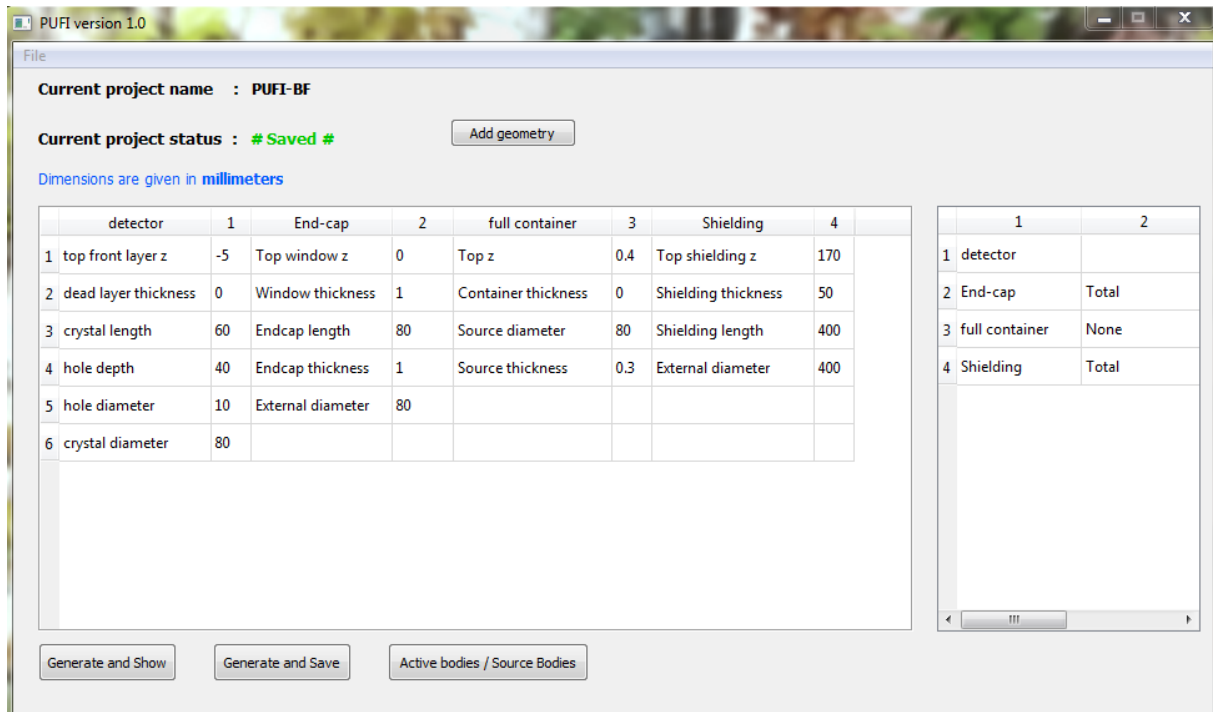 PUFI version 1.0
File
Current project name : PUFI-BF
Current project status : # Saved # Add geometry
Dimensions are given in millimeters
detector 1 End-cap 2 full container 3 Shielding 4
1 top front layer z -5 Top window z 0 Top z 0.4 Top shielding z 170
2 dead layer thickness 0 Window thickness 1 Container thickness 0 Shielding thickness 50
3 crystal length 60 Endcap length 80 Source diameter 80 Shielding length 400
4 hole depth 40 Endcap thickness 1 Source thickness 0.3 External diameter 400
5 hole diameter 10 External diameter 80
6 crystal diameter 80
1 2
1 detector
2 End-cap Total
3 full container None
4 Shielding Total
Generate and Show Generate and Save Active bodies / Source Bodies